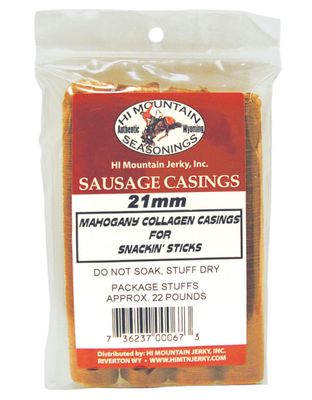 HI MOUNTAIN
Authentic Wyoming
SEASONINGS
HI Mountain Jerky, Inc.
SAUSAGE CASINGS
21mm
MAHOGANY COLLAGEN CASINGS
FOR
SNACKIN' STICKS
DO NOT SOAK, STUFF DRY
PACKAGE STUFFS
APPROX. 22 POUNDS
7 36237 00067 3
Distributed by: HI MOUNTAIN JERKY, INC.
RIVERTON WY • WWW.HIMTNJERKY.COM